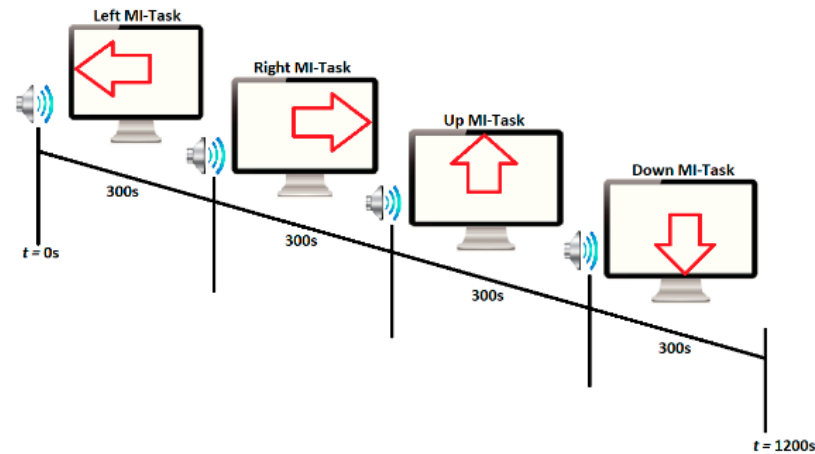 Left MI-Task
Right MI-Task
Up MI-Task
Down MI-Task
300s
300s
300s
300s
t = 0s
t = 1200s